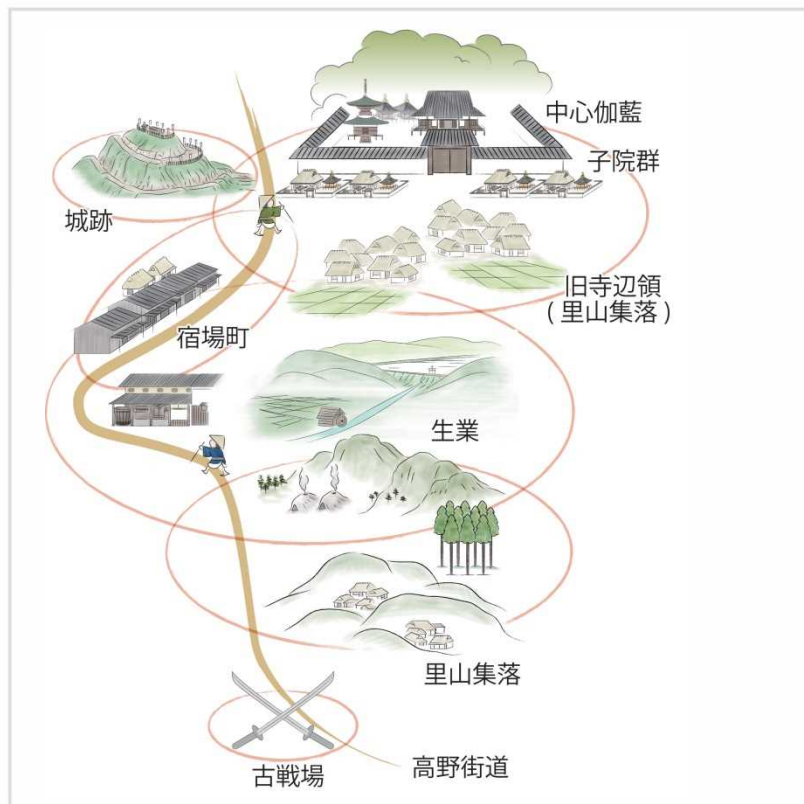 中心伽藍
子院群
城跡
旧寺辺領
(里山集落)
宿場町
生業
里山集落
古戦場
高野街道